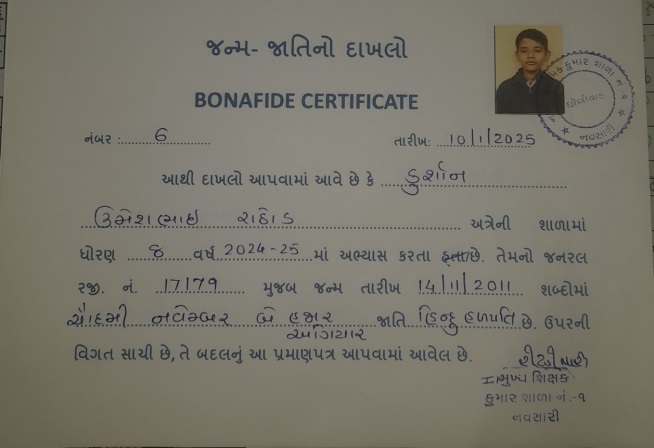 જન્મ- જાતિનો દાખલો
BONAFIDE CERTIFICATE
નંબર :- 6 તારીખ: 10/1/2025
આથી દાખલો આપવામાં આવે છે કે
ઉમેશભાઇ રાઠોડ અત્રેની શાળામાં
ધોરણ 8 વર્ષ 2024-25 માં અભ્યાસ કરતા હતા/છે. તેમનો જનરલ
રજી. નં. 17179 મુજબ જન્મ તારીખ 14/11/2011 શબ્દોમાં
ચૌદમી નવેમ્બર બે હજાર જાતિ હિન્દુ હળપતિ છે. ઉપરની
અગિયાર
વિગત સાચી છે, તે બદલનું આ પ્રમાણપત્ર આપવામાં આવેલ છે.
મુખ્ય શિક્ષક
કુમાર શાળા નં.-૧
નવસારી
કુમાર શાળા નં. ૧
નવસારી